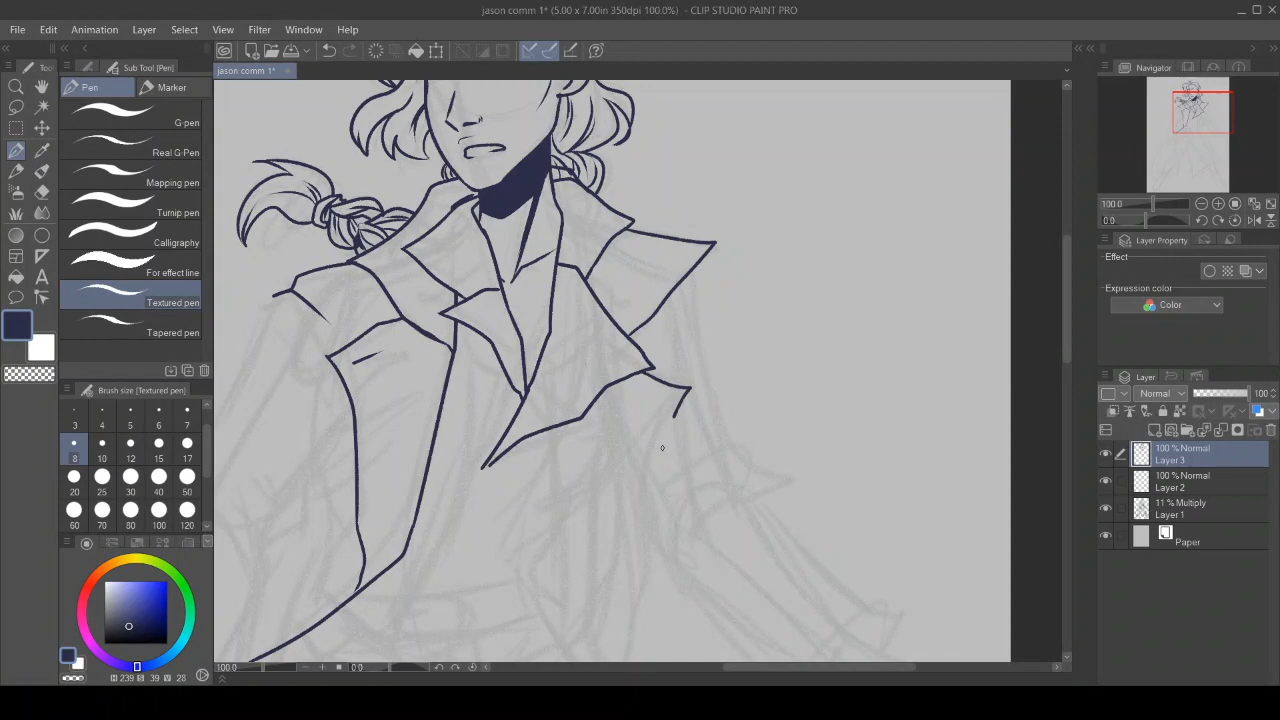 jason comm 1* (5.00 x 7.00in 350dpi 100.0%)  - CLIP STUDIO PAINT PRO
File Edit Animation Layer Select View Filter Window Help
Sub Tool [Pen]
jason comm 1*
Navigator
Pen Marker
G-pen
Real G-Pen
Mapping pen
Turnip pen
Calligraphy
For effect line
Textured pen
Tapered pen
Brush size [Textured pen]
3 4 5 6 7
8 10 12 15 17
20 25 30 40 50
60 70 80 100 120
H 239 S 39 V 28
100.0 0.0
100.0
0.0
Layer Property
Effect
Expression color
Color
Layer
Normal 100
100 % Normal
Layer 3
100 % Normal
Layer 2
11 % Multiply
Layer 1
Paper